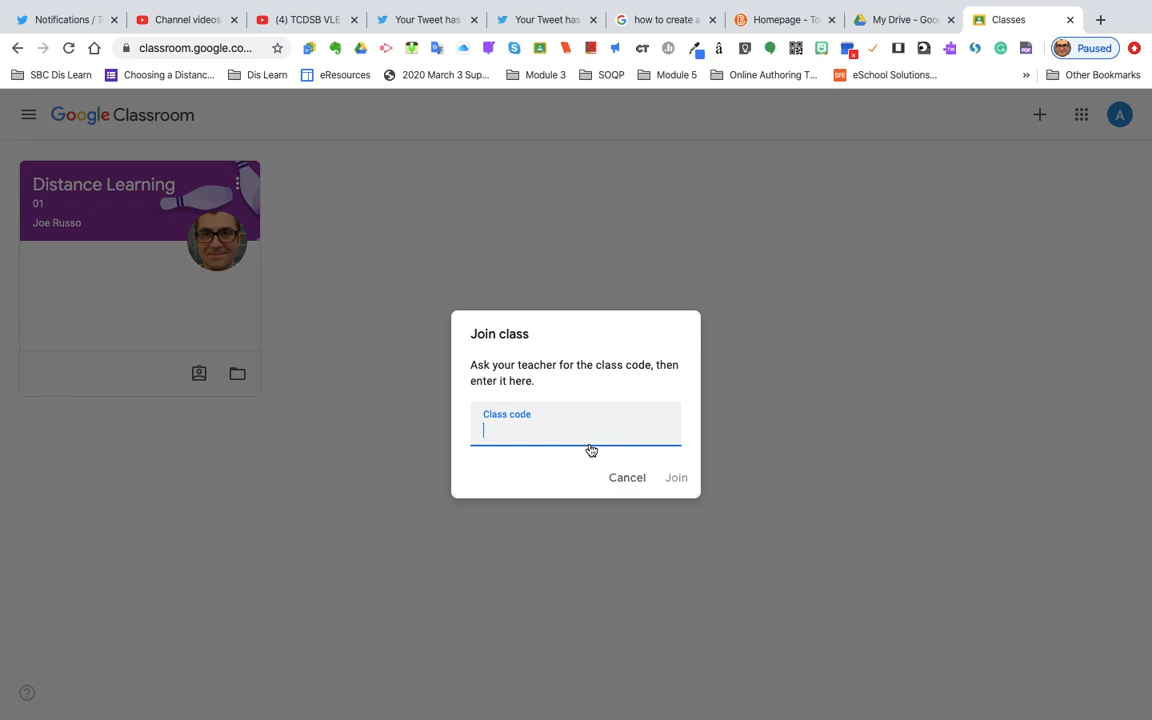 Notifications / T
Channel videos
(4) TCDSB VLE
Your Tweet has
Your Tweet has
how to create a
Homepage - To
My Drive - Goog
Classes
classroom.google.co...
Paused
SBC Dis Learn
Choosing a Distanc...
Dis Learn
eResources
2020 March 3 Sup...
Module 3
SOQP
Module 5
Online Authoring T...
SFE
eSchool Solutions...
»
Other Bookmarks
Google Classroom
A
Distance Learning
01
Joe Russo
Join class
Ask your teacher for the class code, then
enter it here.
Class code
Cancel
Join